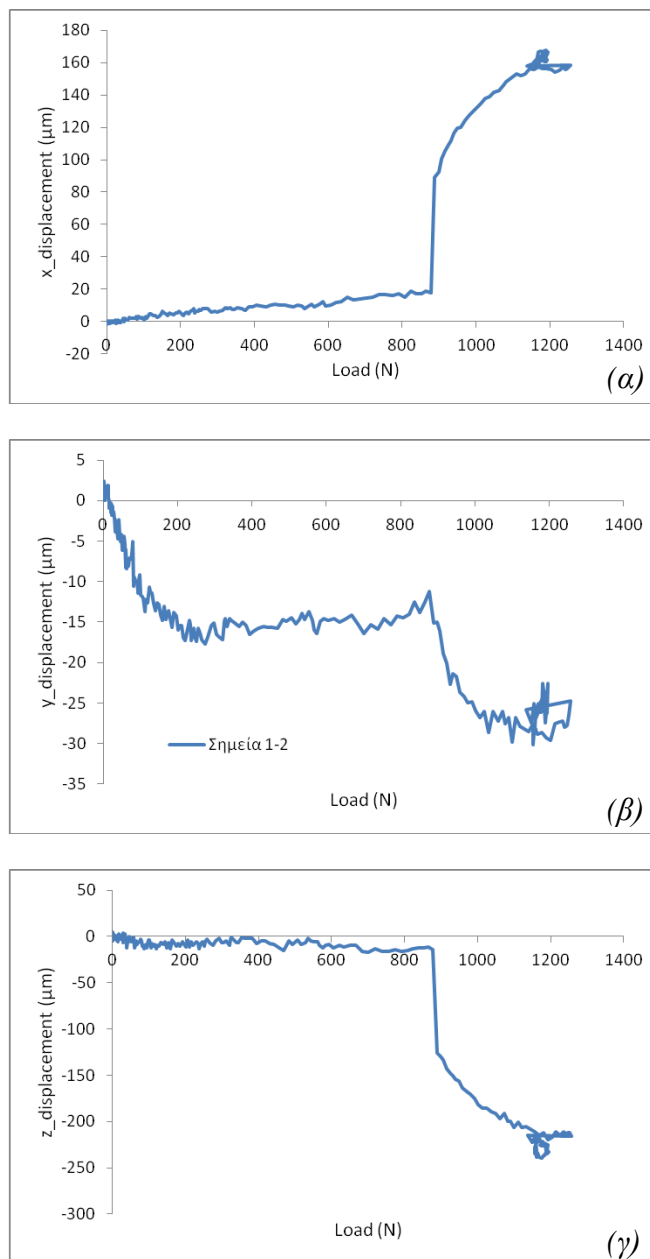 180
160
140
120
100
80
60
40
20
0
-20
x_displacement (μm)
0 200 400 600 800 1000 1200 1400
Load (N)
(α)
5
0
-5
-10
-15
-20
-25
-30
-35
y_displacement (μm)
0 200 400 600 800 1000 1200 1400
Σημεία 1-2
Load (N)
(β)
50
0
-50
-100
-150
-200
-250
-300
z_displacement (μm)
0 200 400 600 800 1000 1200 1400
Load (N)
(γ)